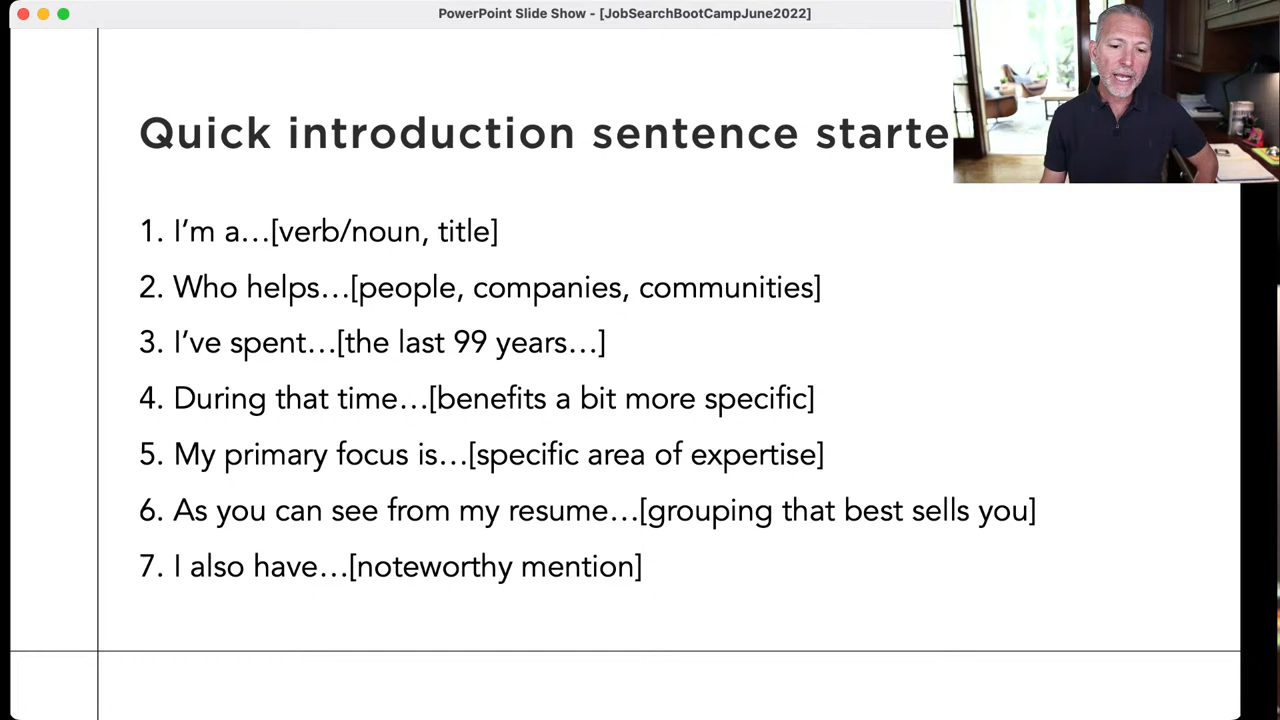 PowerPoint Slide Show - [JobSearchBootCampJune2022]
Quick introduction sentence starte
1. I’m a…[verb/noun, title]
2. Who helps…[people, companies, communities]
3. I’ve spent…[the last 99 years…]
4. During that time…[benefits a bit more specific]
5. My primary focus is…[specific area of expertise]
6. As you can see from my resume…[grouping that best sells you]
7. I also have…[noteworthy mention]